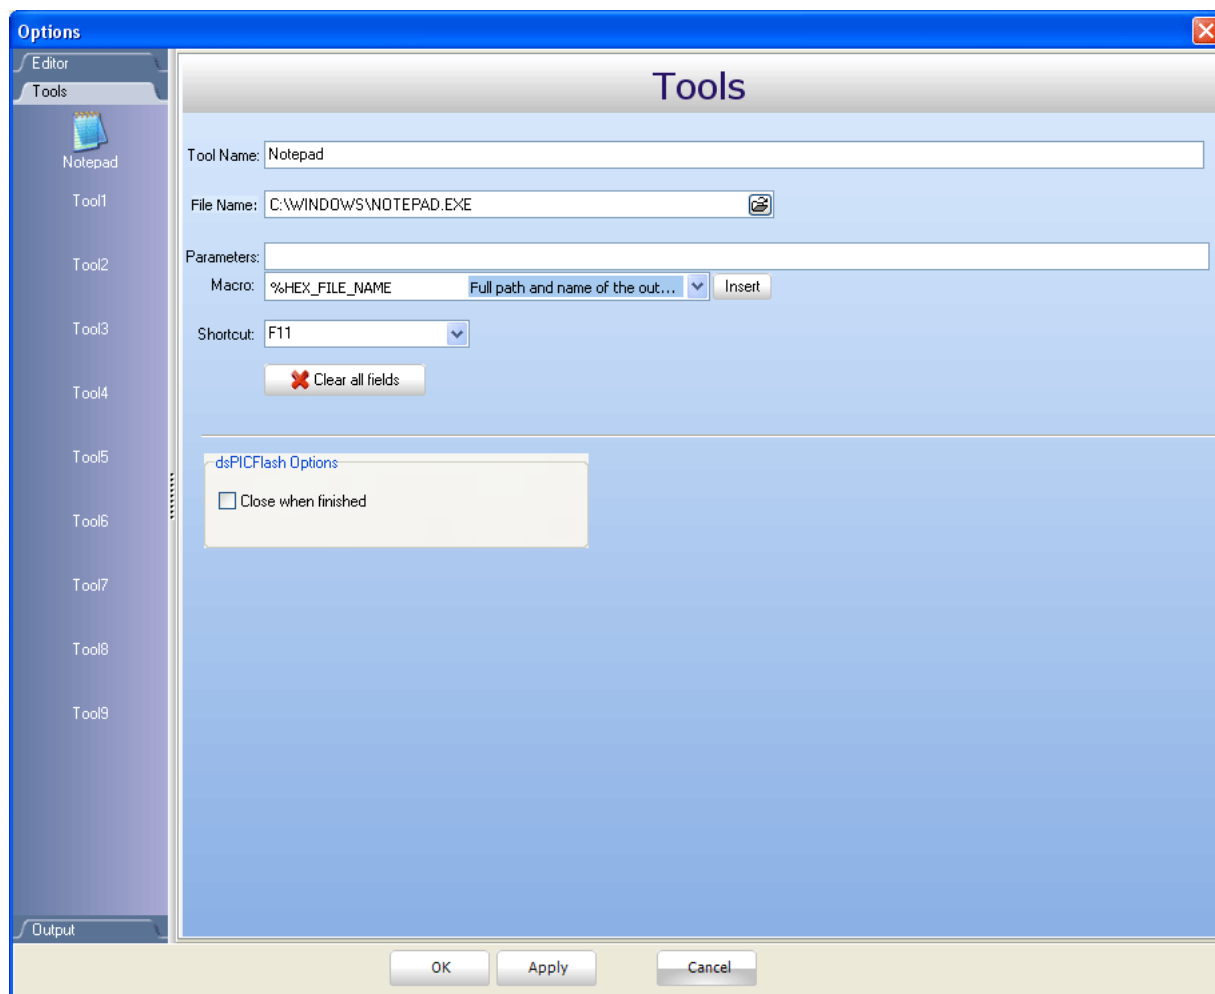 Options
Editor
Tools
Notepad
Tool1
Tool2
Tool3
Tool4
Tool5
Tool6
Tool7
Tool8
Tool9
Output
Tools
Tool Name: Notepad
File Name: C:\WINDOWS\NOTEPAD.EXE
Parameters:
Macro: %HEX_FILE_NAME Full path and name of the out... Insert
Shortcut: F11
Clear all fields
dsPICFlash Options
Close when finished
OK Apply Cancel